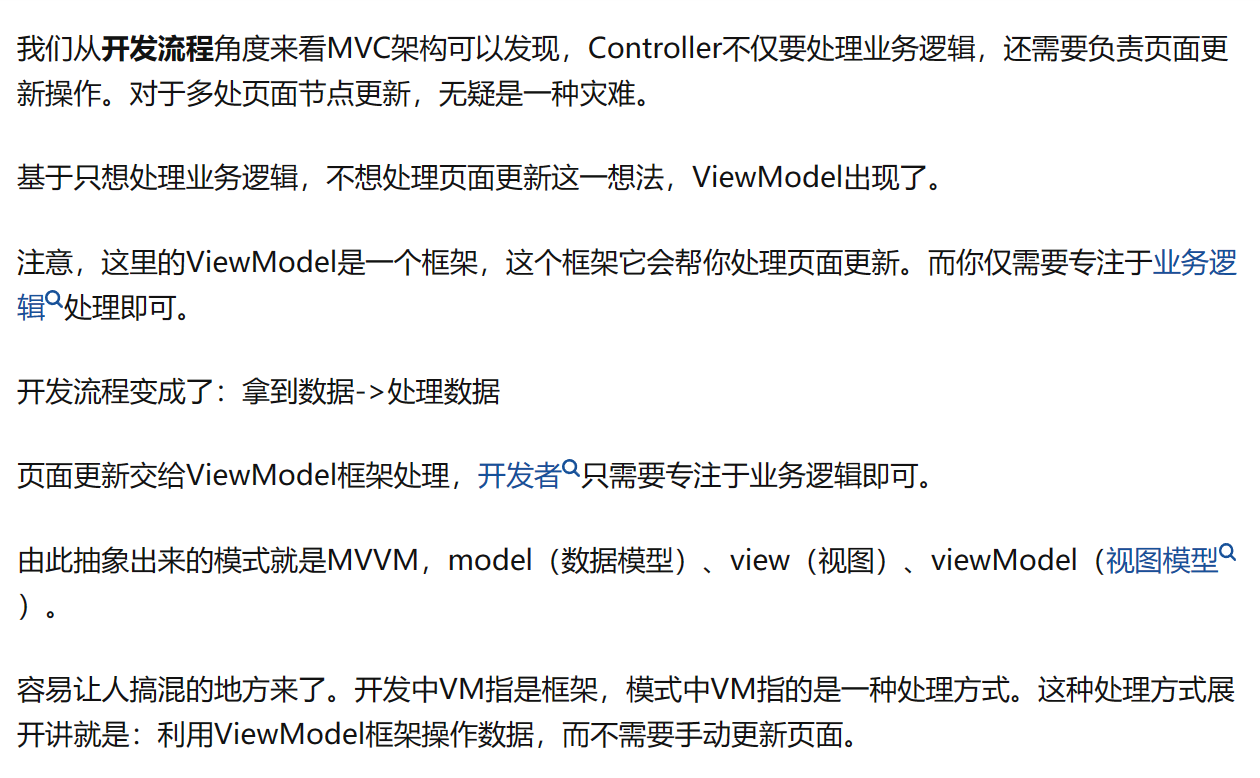 我们从开发流程角度来看MVC架构可以发现，Controller不仅要处理业务逻辑，还需要负责页面更
新操作。对于多处页面节点更新，无疑是一种灾难。
基于只想处理业务逻辑，不想处理页面更新这一想法，ViewModel出现了。
注意，这里的ViewModel是一个框架，这个框架它会帮你处理页面更新。而你仅需要专注于业务逻
辑处理即可。
开发流程变成了：拿到数据->处理数据
页面更新交给ViewModel框架处理，开发者只需要专注于业务逻辑即可。
由此抽象出来的模式就是MVVM，model（数据模型）、view（视图）、viewModel（视图模型
）。
容易让人搞混的地方来了。开发中VM指是框架，模式中VM指的是一种处理方式。这种处理方式展
开讲就是：利用ViewModel框架操作数据，而不需要手动更新页面。